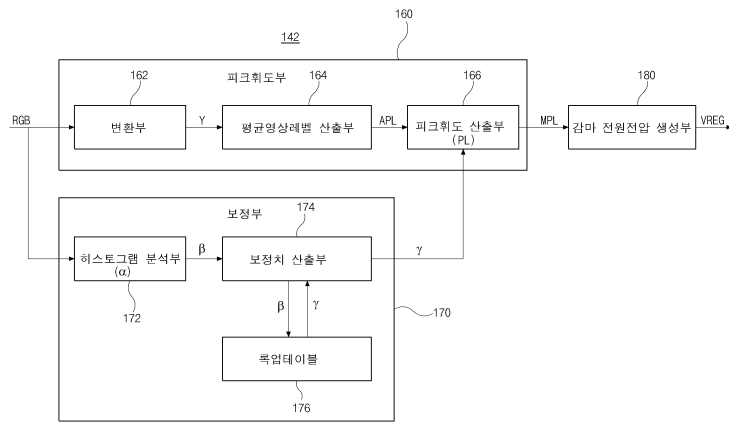 142
160
피크휘도부
162
164
166
180
RGB
변환부
Y
평균영상레벨 산출부
APL
피크휘도 산출부
(PL)
MPL
감마 전원전압 생성부
VREG
보정부
174
히스토그램 분석부
(α)
β
보정치 산출부
γ
172
β
γ
170
룩업테이블
176